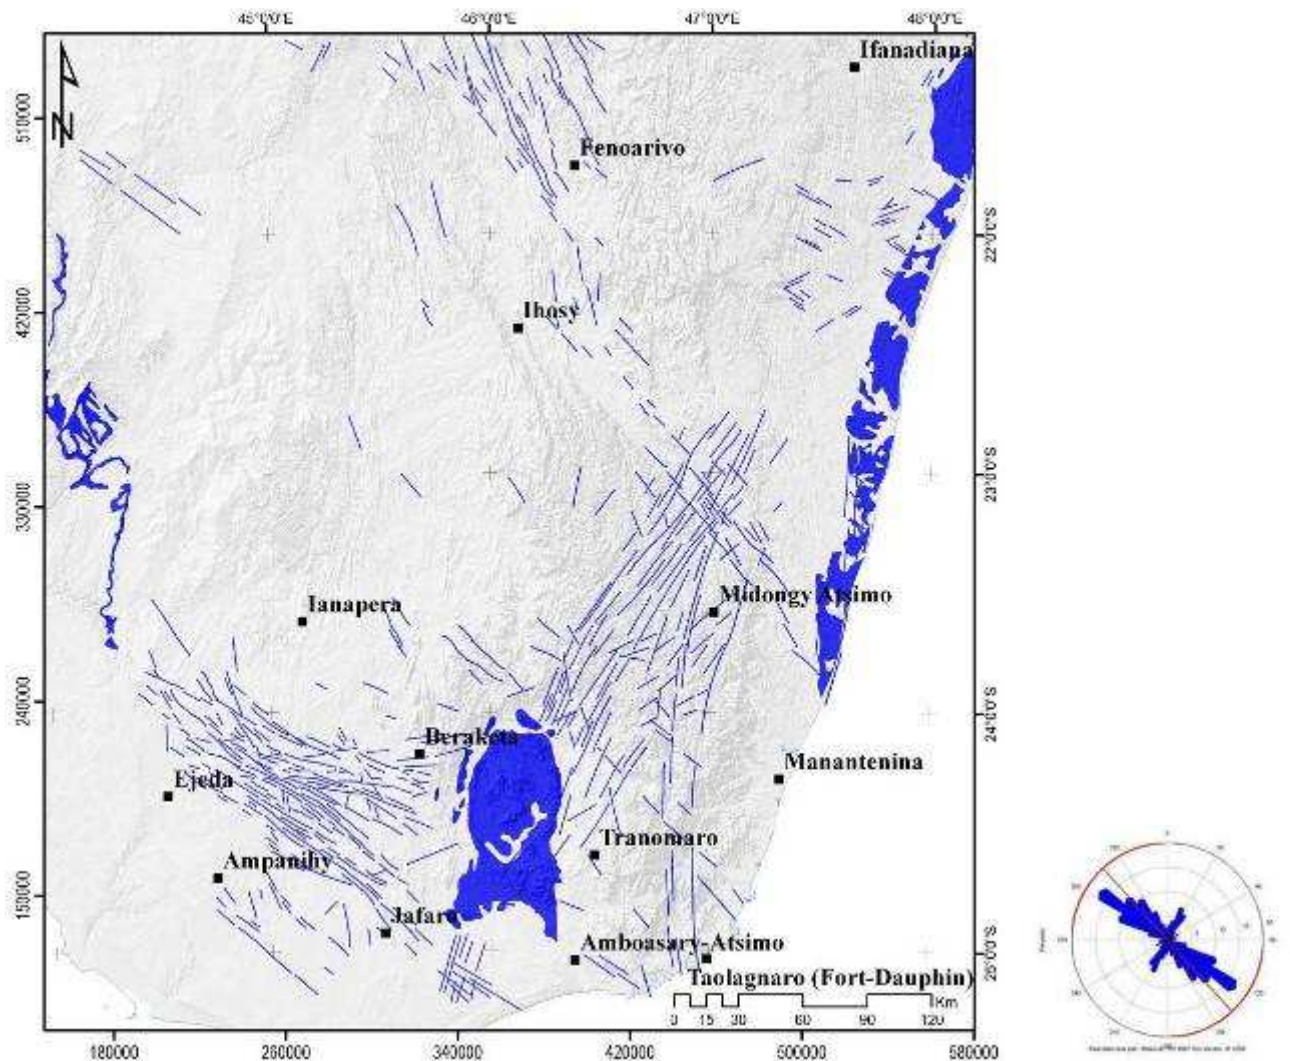 45°0'0"E 46°0'0"E 47°0'0"E 48°0'0"E
Ifanadiana
N
510000
Fenoarivo
22°0'0"S
420000
Ihosy
23°0'0"S
330000
Midongy Atsimo
Ianapera
240000
24°0'0"S
Beraketa
Manantenina
Ejeda
Tranomaro
Ampanihy
150000
Jafaro
Amboasary-Atsimo
25°0'0"S
Taolagnaro (Fort-Dauphin)
Km
0 15 30 60 90 120
180000 260000 340000 420000 500000 580000